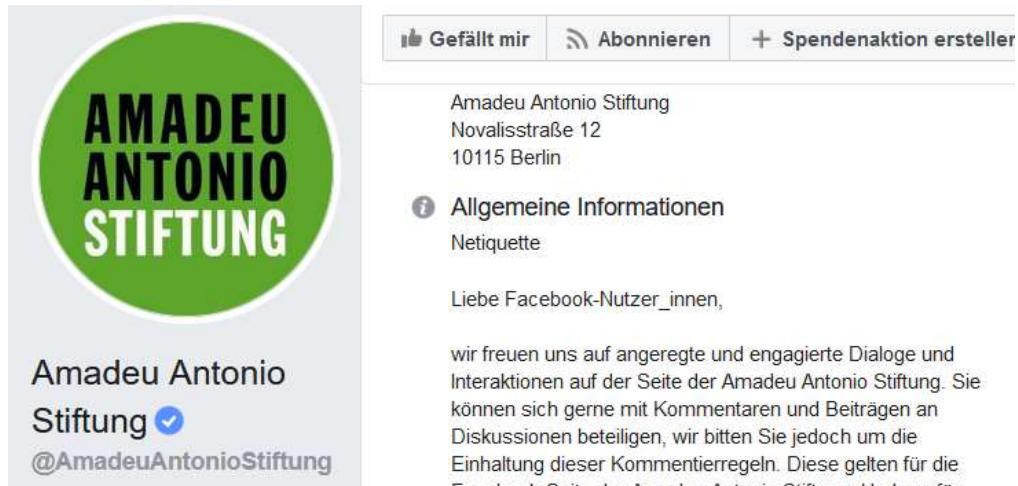 AMADEU
ANTONIO
STIFTUNG
Amadeu Antonio
Stiftung
@AmadeuAntonioStiftung
Gefällt mir
Abonnieren
Spendenaktion erstellen
Amadeu Antonio Stiftung
Novalisstraße 12
10115 Berlin
Allgemeine Informationen
Netiquette
Liebe Facebook-Nutzer_innen,
wir freuen uns auf angeregte und engagierte Dialoge und
Interaktionen auf der Seite der Amadeu Antonio Stiftung. Sie
können sich gerne mit Kommentaren und Beiträgen an
Diskussionen beteiligen, wir bitten Sie jedoch um die
Einhaltung dieser Kommentierregeln. Diese gelten für die